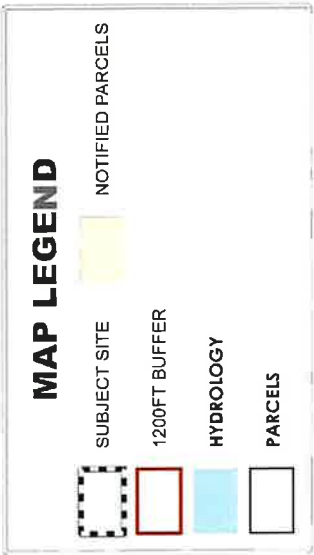 MAP LEGEND
SUBJECT SITE
NOTIFIED PARCELS
1200FT BUFFER
HYDROLOGY
PARCELS